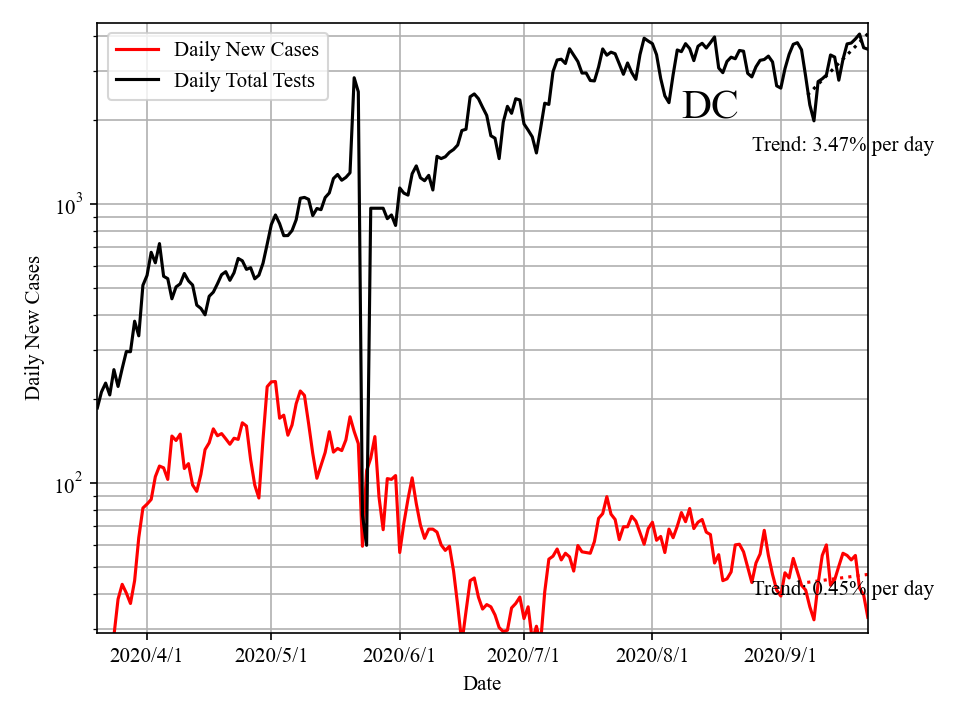 Daily New Cases
Daily Total Tests
DC
Trend: 3.47% per day
Trend: 0.45% per day
10³
10²
Daily New Cases
2020/4/1 2020/5/1 2020/6/1 2020/7/1 2020/8/1 2020/9/1
Date